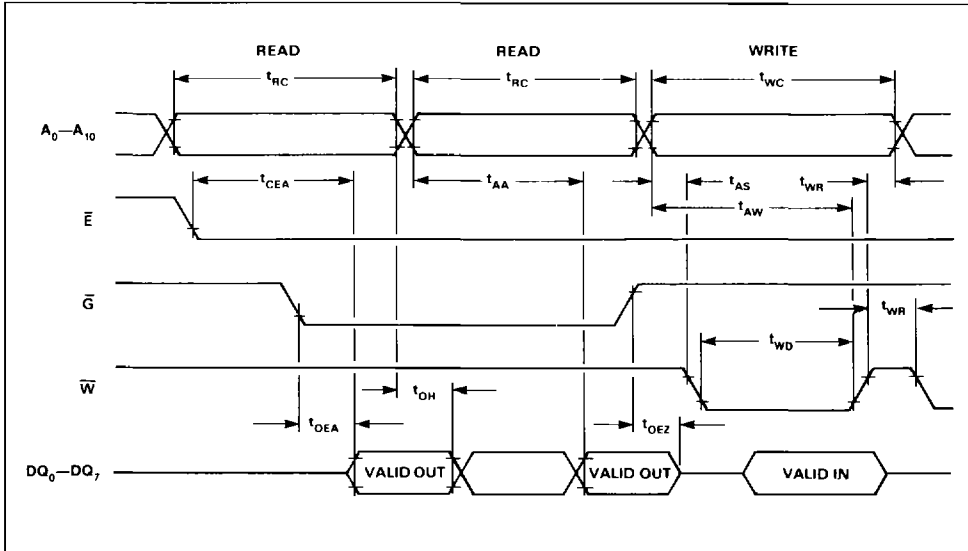 READ READ WRITE
tRC tRC tWC
A0—A10
tCEA tAA tAS tWR
tAW
E̅
G̅
tWR
tWD
W̅
tOH
tOEA tOEZ
DQ0—DQ7 VALID OUT VALID OUT VALID IN